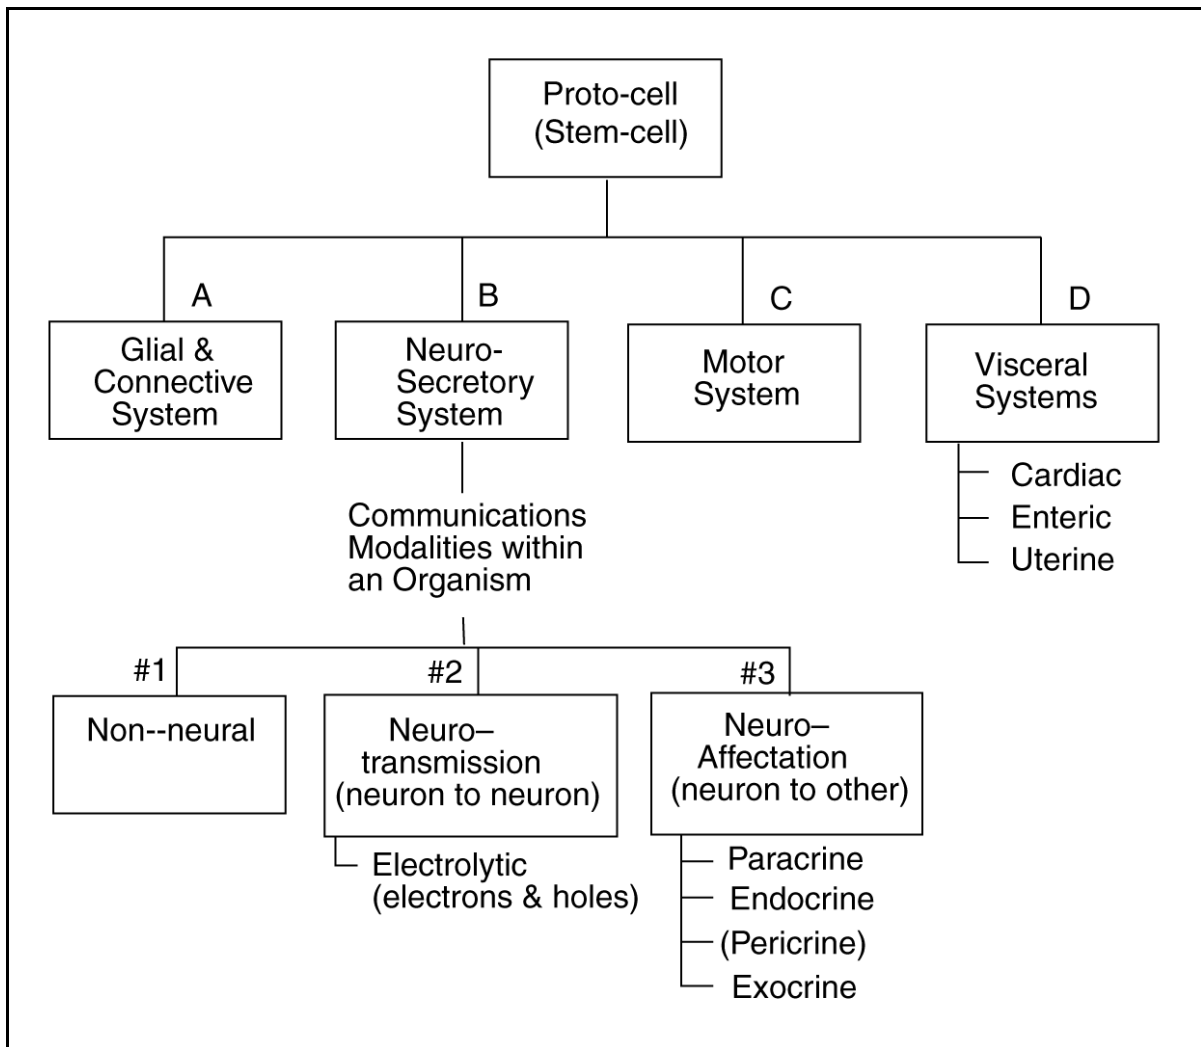 Proto-cell
(Stem-cell)
A
B
C
D
Glial &
Connective
System
Neuro-
Secretory
System
Motor
System
Visceral
Systems
Cardiac
Enteric
Uterine
Communications
Modalities within
an Organism
#1
#2
#3
Non--neural
Neuro–
transmission
(neuron to neuron)
Neuro–
Affectation
(neuron to other)
Electrolytic
(electrons & holes)
Paracrine
Endocrine
(Pericrine)
Exocrine